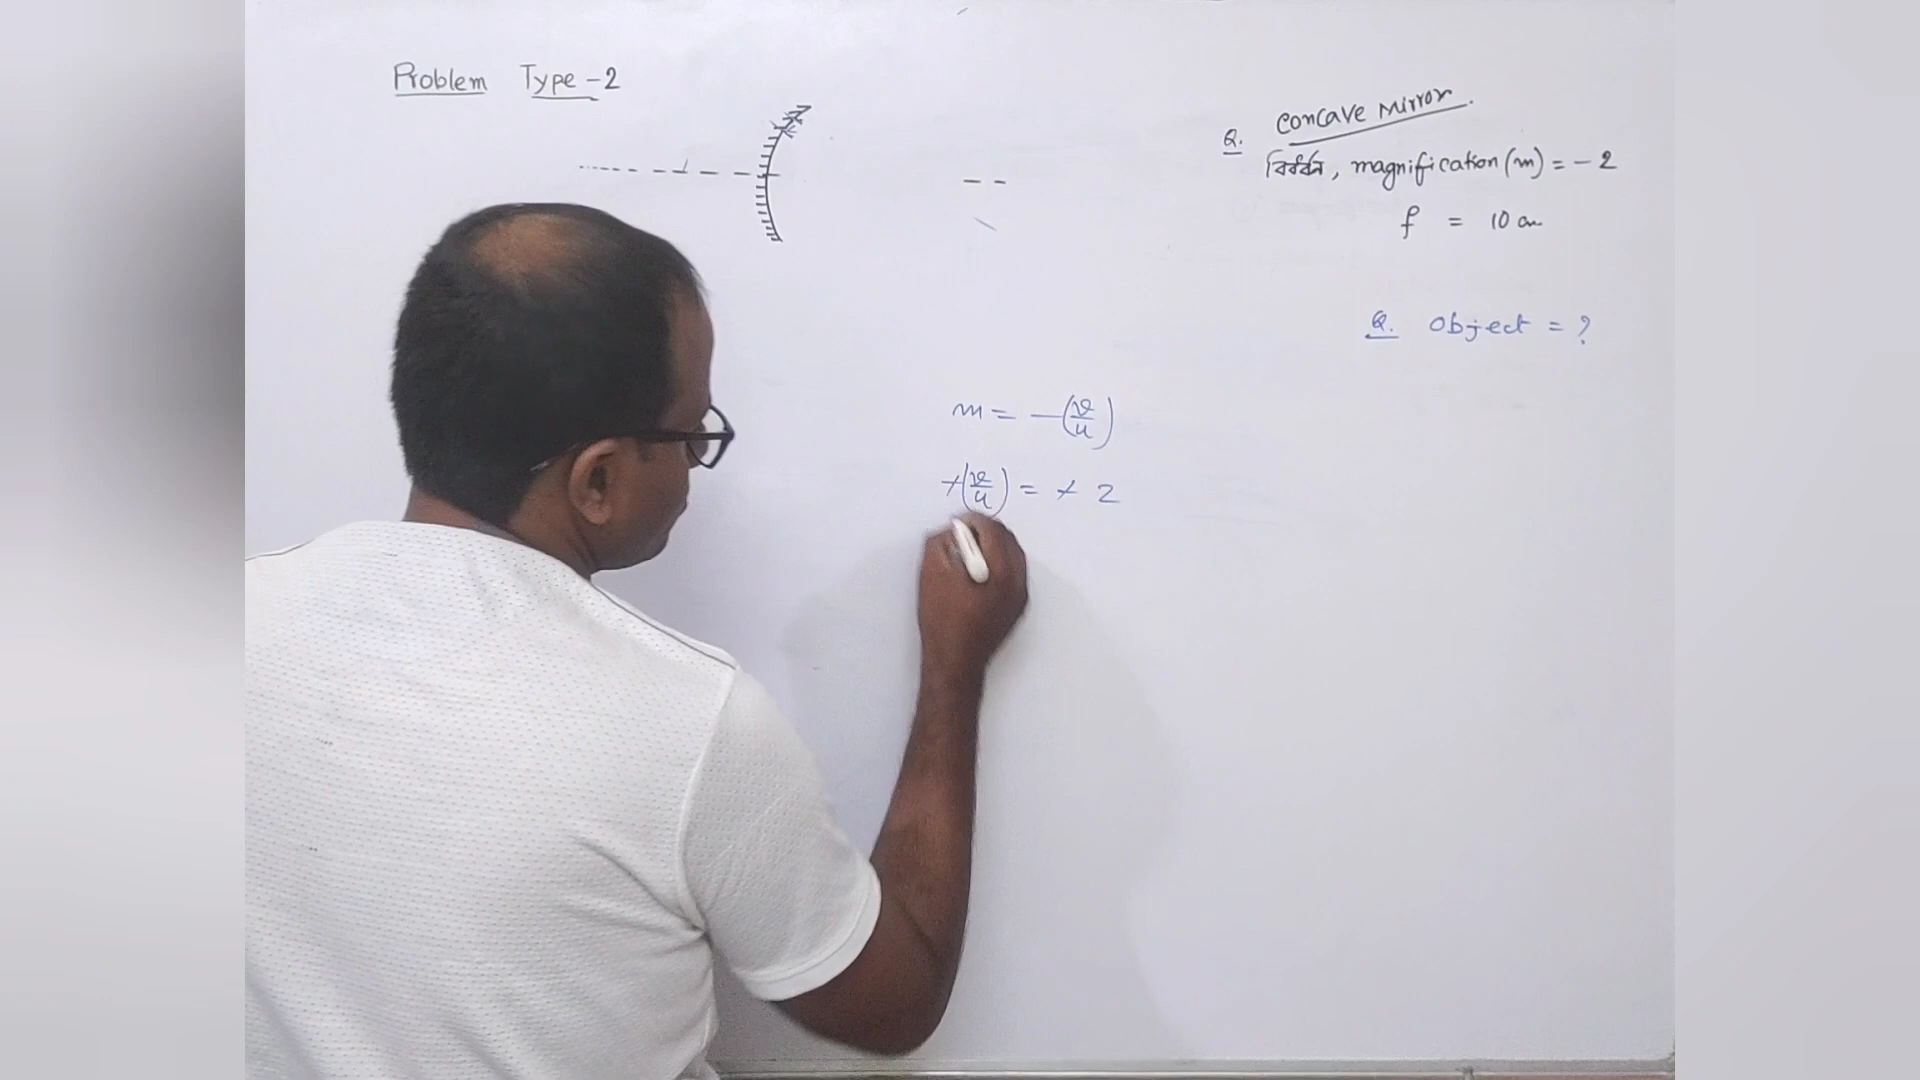 Problem Type - 2
Q. Concave Mirror.
বিবর্ধন, magnification (m) = - 2
f = 10 cm
Q. Object = ?
m = - (v/u)
-(v/u) = - 2